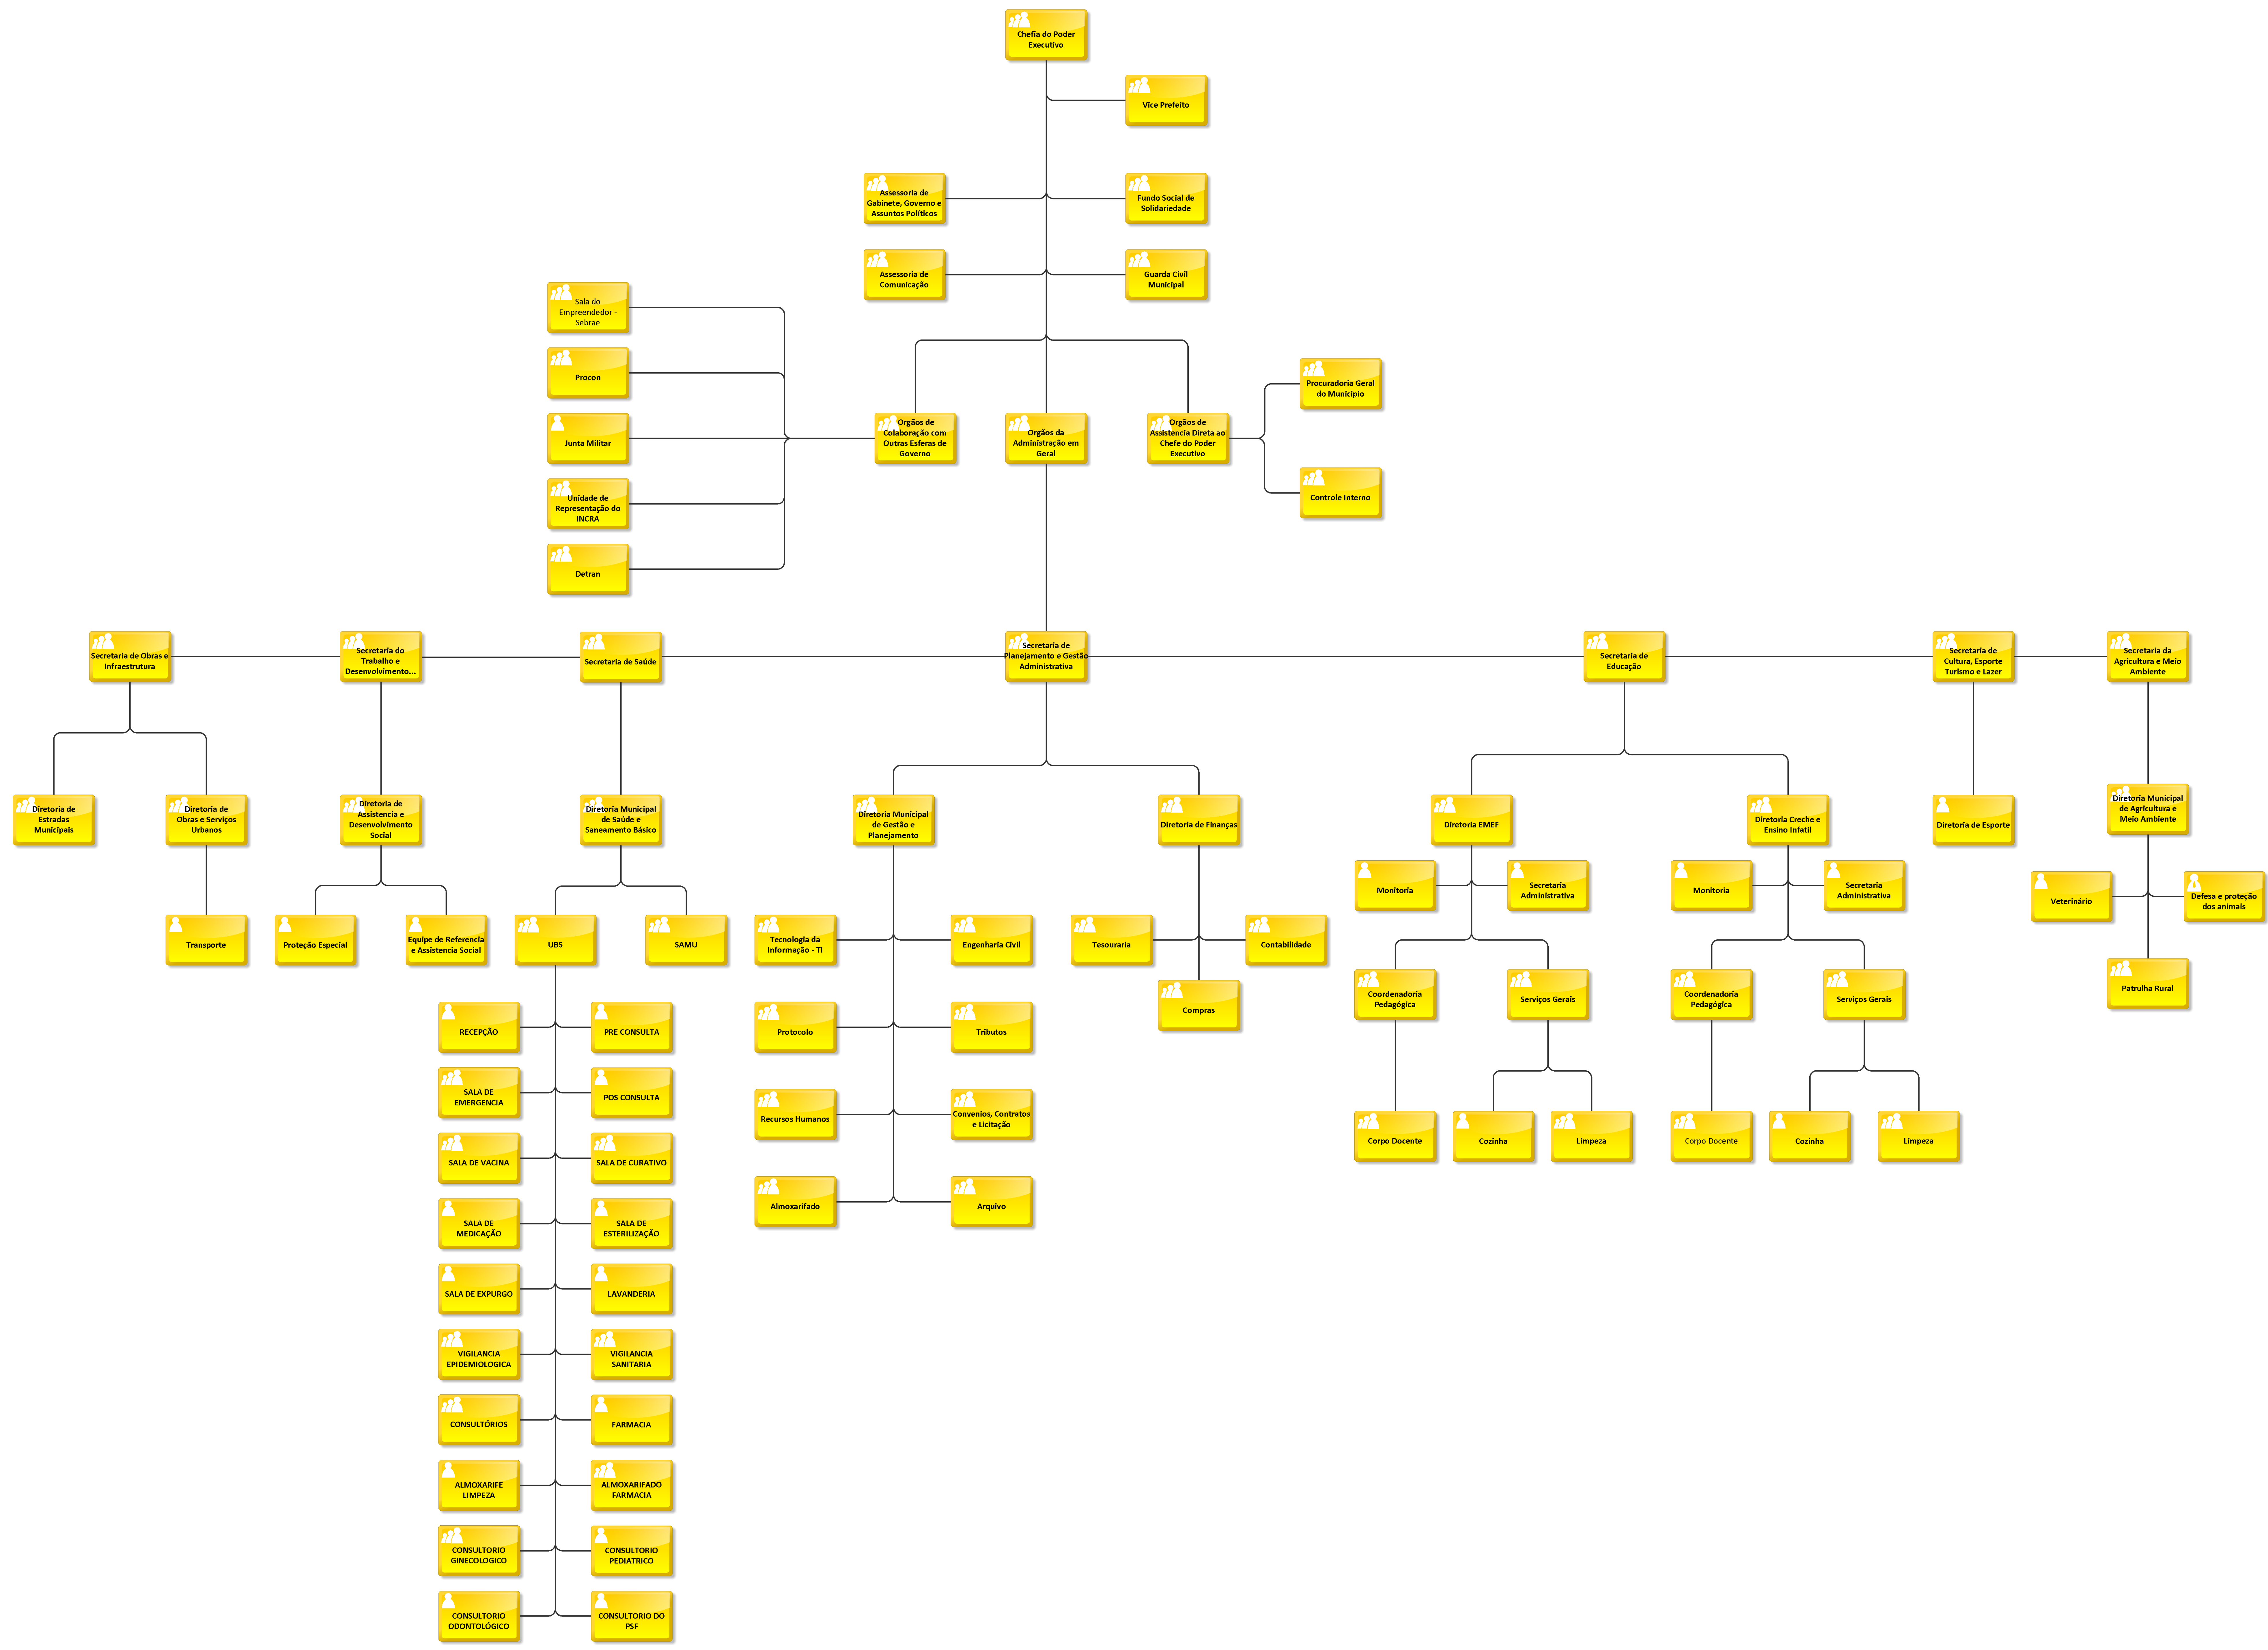 Chefia do Poder
Executivo
Vice Prefeito
Assessoria de
Gabinete, Governo e
Assuntos Políticos
Fundo Social de
Solidariedade
Assessoria de
Comunicação
Guarda Civil
Municipal
Sala do
Empreendedor -
Sebrae
Procon
Junta Militar
Unidade de
Representação do
INCRA
Detran
Orgãos de
Colaboração com
Outras Esferas de
Governo
Orgãos da
Administração em
Geral
Orgãos de
Assistencia Direta ao
Chefe do Poder
Executivo
Procuradoria Geral
do Municipio
Controle Interno
Secretaria de Obras e
Infraestrutura
Secretaria do
Trabalho e
Desenvolvimento...
Secretaria de Saúde
Secretaria de
Planejamento e Gestão
Administrativa
Secretaria de
Educação
Secretaria de
Cultura, Esporte
Turismo e Lazer
Secretaria da
Agricultura e Meio
Ambiente
Diretoria de
Estradas
Municipais
Diretoria de
Obras e Serviços
Urbanos
Diretoria de
Assistencia e
Desenvolvimento
Social
Diretoria Municipal
de Saúde e
Saneamento Básico
Diretoria Municipal
de Gestão e
Planejamento
Diretoria de Finanças
Diretoria EMEF
Diretoria Creche e
Ensino Infatil
Diretoria de Esporte
Diretoria Municipal
de Agricultura e
Meio Ambiente
Monitoria
Secretaria
Administrativa
Monitoria
Secretaria
Administrativa
Veterinário
Defesa e proteção
dos animais
Transporte
Proteção Especial
Equipe de Referencia
e Assistencia Social
UBS
SAMU
Tecnologia da
Informação - TI
Engenharia Civil
Tesouraria
Contabilidade
Coordenadoria
Pedagógica
Serviços Gerais
Coordenadoria
Pedagógica
Serviços Gerais
Patrulha Rural
Compras
RECEPÇÃO
PRE CONSULTA
Protocolo
Tributos
SALA DE
EMERGENCIA
POS CONSULTA
Recursos Humanos
Convenios, Contratos
e Licitação
Corpo Docente
Cozinha
Limpeza
Corpo Docente
Cozinha
Limpeza
SALA DE VACINA
SALA DE CURATIVO
Almoxarifado
Arquivo
SALA DE
MEDICAÇÃO
SALA DE
ESTERILIZAÇÃO
SALA DE EXPURGO
LAVANDERIA
VIGILANCIA
EPIDEMIOLOGICA
VIGILANCIA
SANITARIA
CONSULTÓRIOS
FARMACIA
ALMOXARIFE
LIMPEZA
ALMOXARIFADO
FARMACIA
CONSULTORIO
GINECOLOGICO
CONSULTORIO
PEDIATRICO
CONSULTORIO
ODONTOLÓGICO
CONSULTORIO DO
PSF